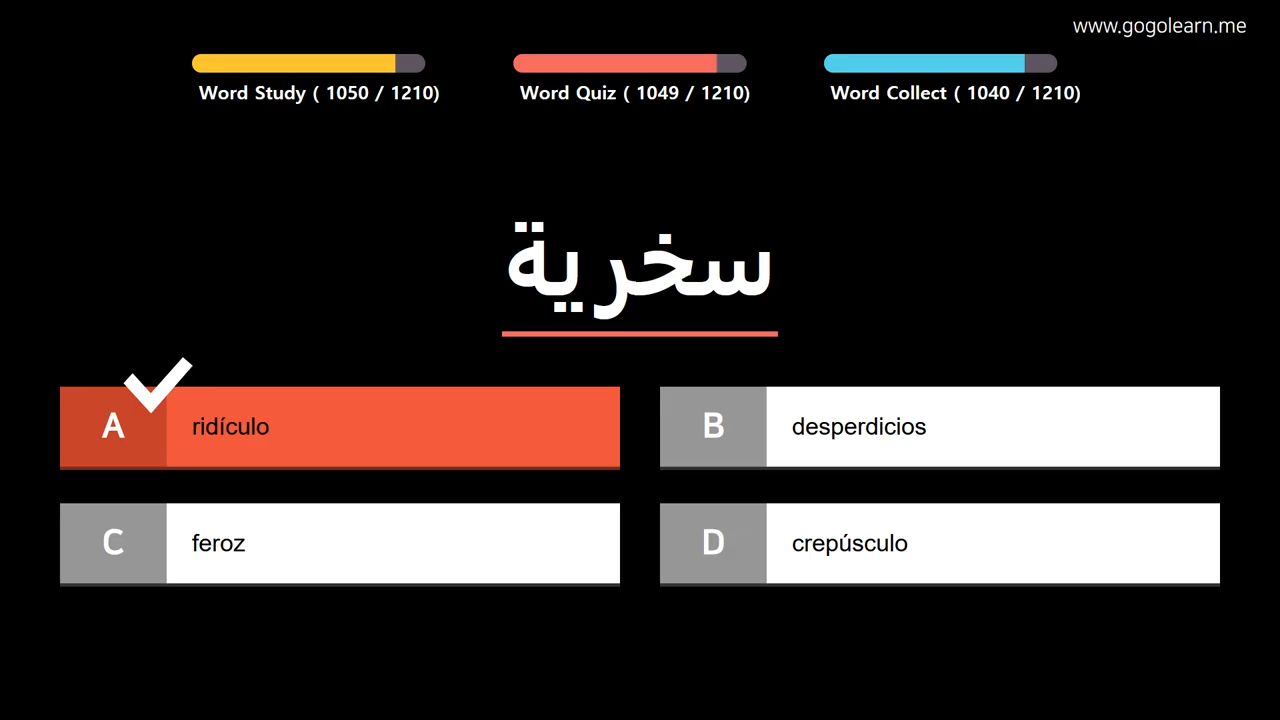 www.gogolearn.me
Word Study ( 1050 / 1210)
Word Quiz ( 1049 / 1210)
Word Collect ( 1040 / 1210)
سخرية
A ridículo
B desperdicios
C feroz
D crepúsculo